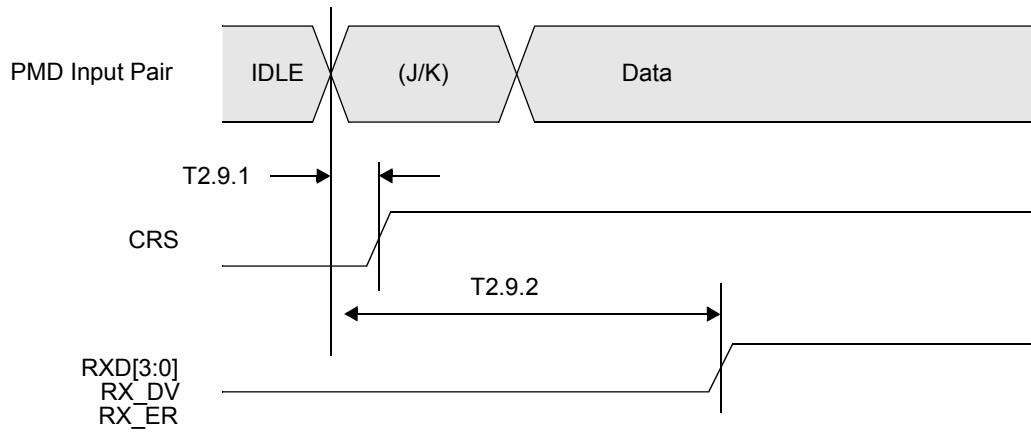 PMD Input Pair
IDLE
(J/K)
Data
T2.9.1
CRS
T2.9.2
RXD[3:0]
RX_DV
RX_ER